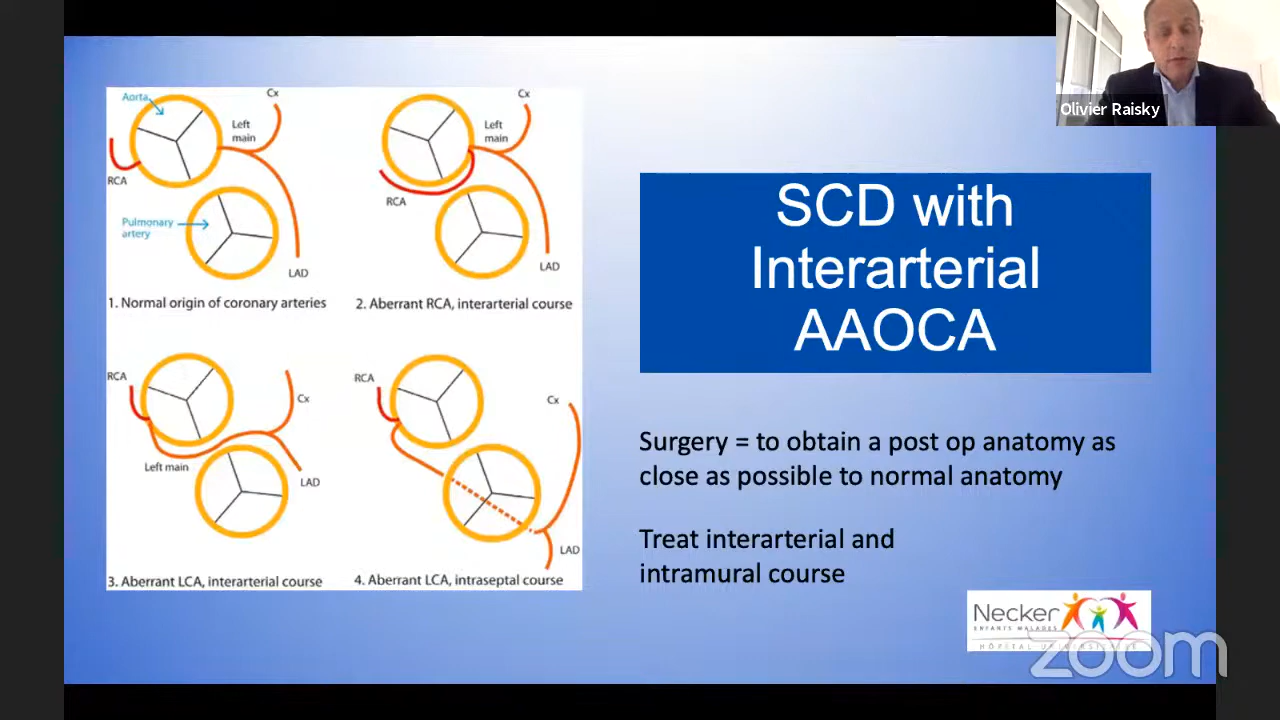 Olivier Raisky
Aorta
Cx
Left
main
RCA
Pulmonary
artery
LAD
1. Normal origin of coronary arteries
Cx
Left
main
RCA
LAD
2. Aberrant RCA, interarterial course
RCA
Cx
Left main
LAD
3. Aberrant LCA, interarterial course
RCA
Cx
LAD
4. Aberrant LCA, intraseptal course
SCD with
Interarterial
AAOCA
Surgery = to obtain a post op anatomy as
close as possible to normal anatomy
Treat interarterial and
intramural course
Necker
ENFANTS MALADES
HÔPITAL
zoom